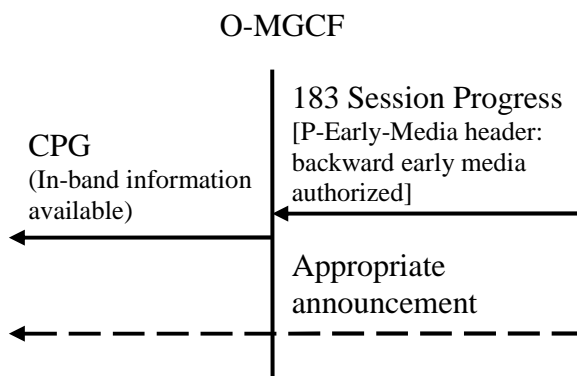 O-MGCF
183 Session Progress
[P-Early-Media header:
backward early media
authorized]
CPG
(In-band information
available)
Appropriate
announcement